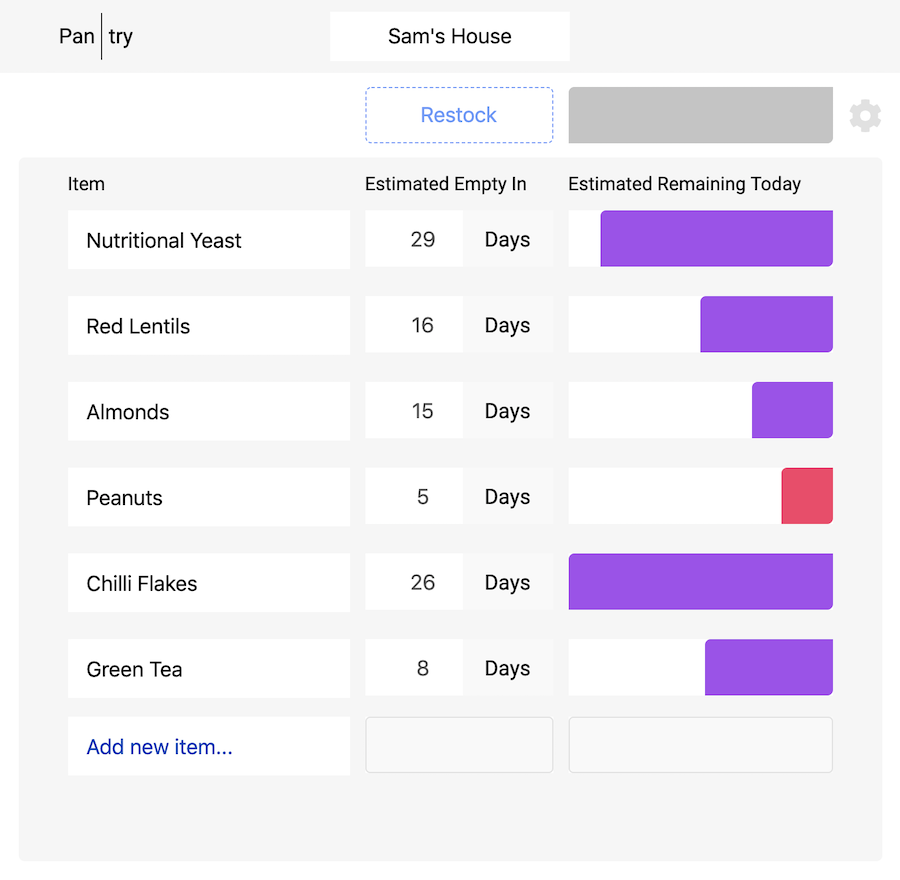 Pan try
Sam's House
Restock
Item Estimated Empty In Estimated Remaining Today
Nutritional Yeast 29 Days
Red Lentils 16 Days
Almonds 15 Days
Peanuts 5 Days
Chilli Flakes 26 Days
Green Tea 8 Days
Add new item...